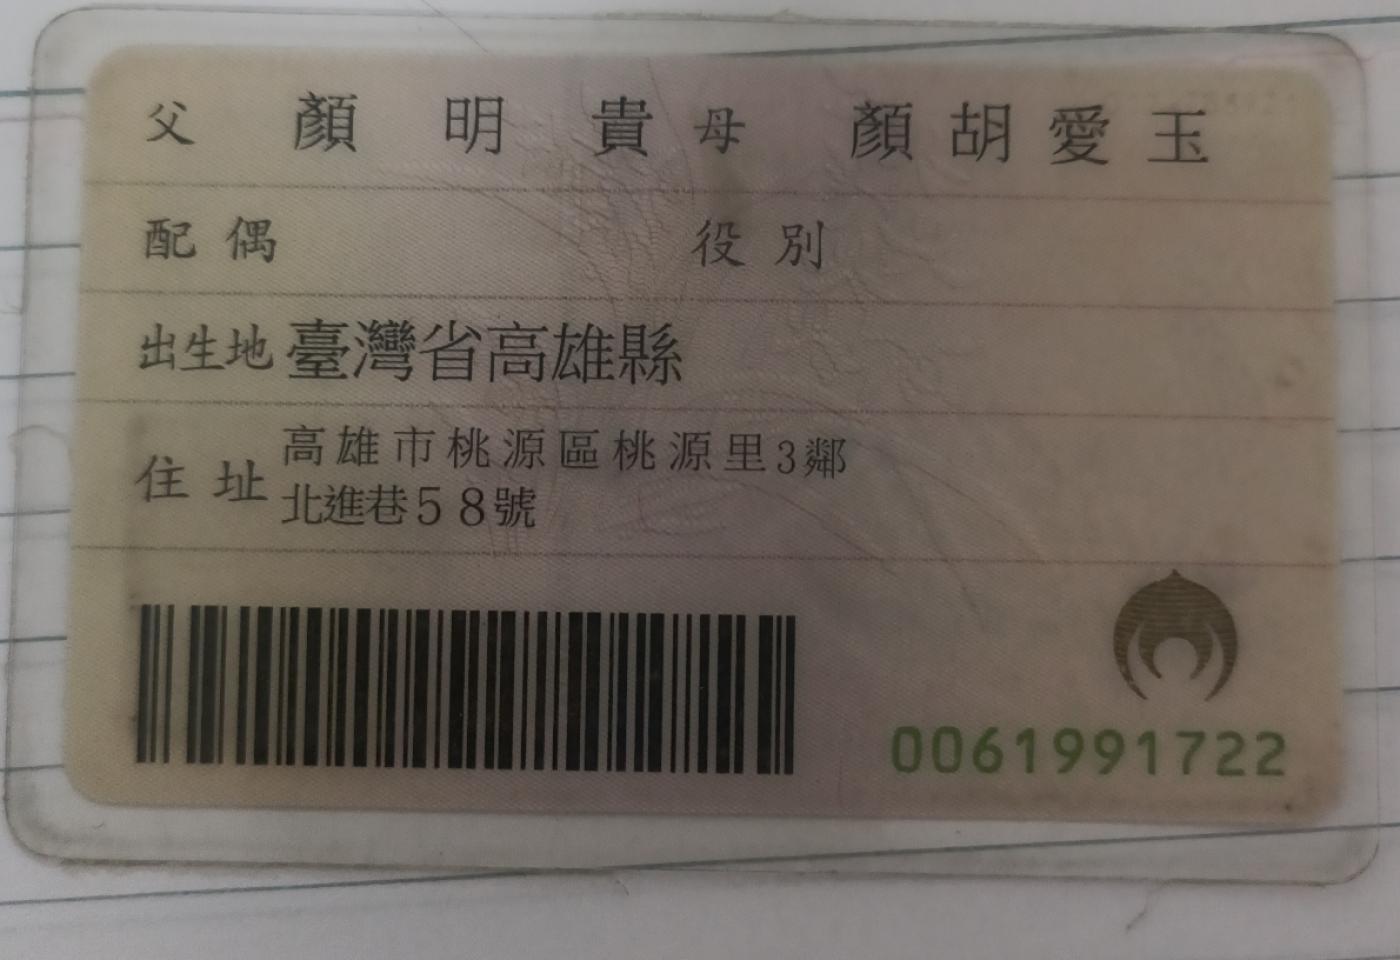 父 顏明貴 母 顏胡愛玉
配偶 役別
出生地 臺灣省高雄縣
住址 高雄市桃源區桃源里3鄰
北進巷58號
0061991722